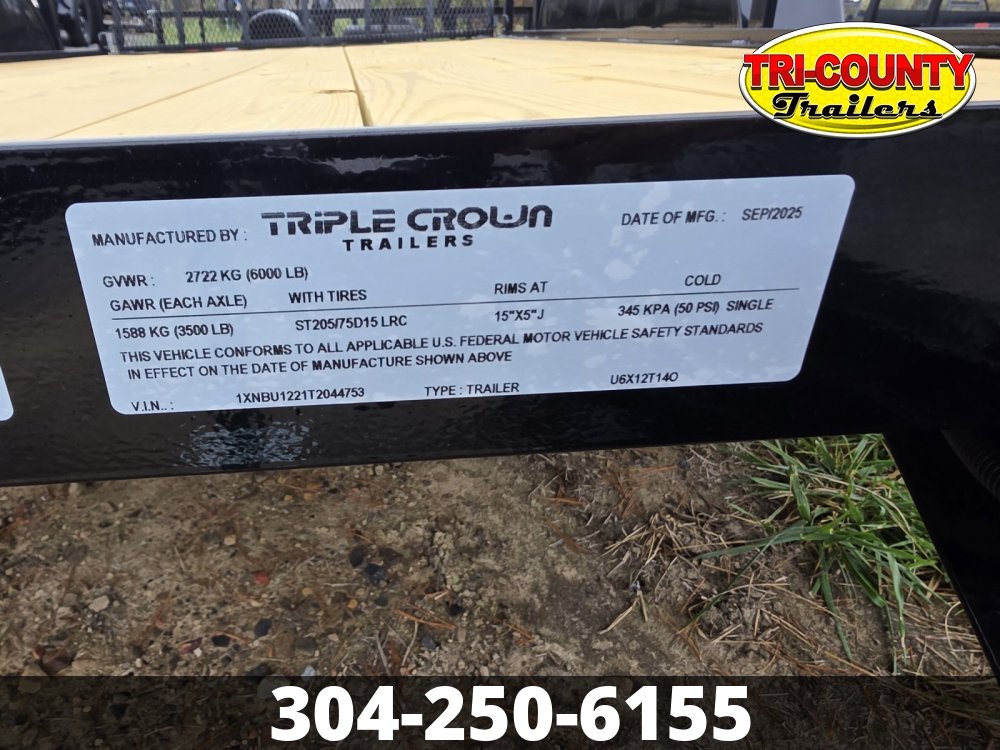 TRI-COUNTY
Trailers
MANUFACTURED BY : TRIPLE CROWN DATE OF MFG. : SEP/2025
TRAILERS
GVWR : 2722 KG (6000 LB)
GAWR (EACH AXLE) WITH TIRES RIMS AT COLD
1588 KG (3500 LB) ST205/75D15 LRC 15"X5"J 345 KPA (50 PSI) SINGLE
THIS VEHICLE CONFORMS TO ALL APPLICABLE U.S. FEDERAL MOTOR VEHICLE SAFETY STANDARDS
IN EFFECT ON THE DATE OF MANUFACTURE SHOWN ABOVE
V.I.N.. : 1XNBU1221T2044753 TYPE : TRAILER U6X12T14O
304-250-6155